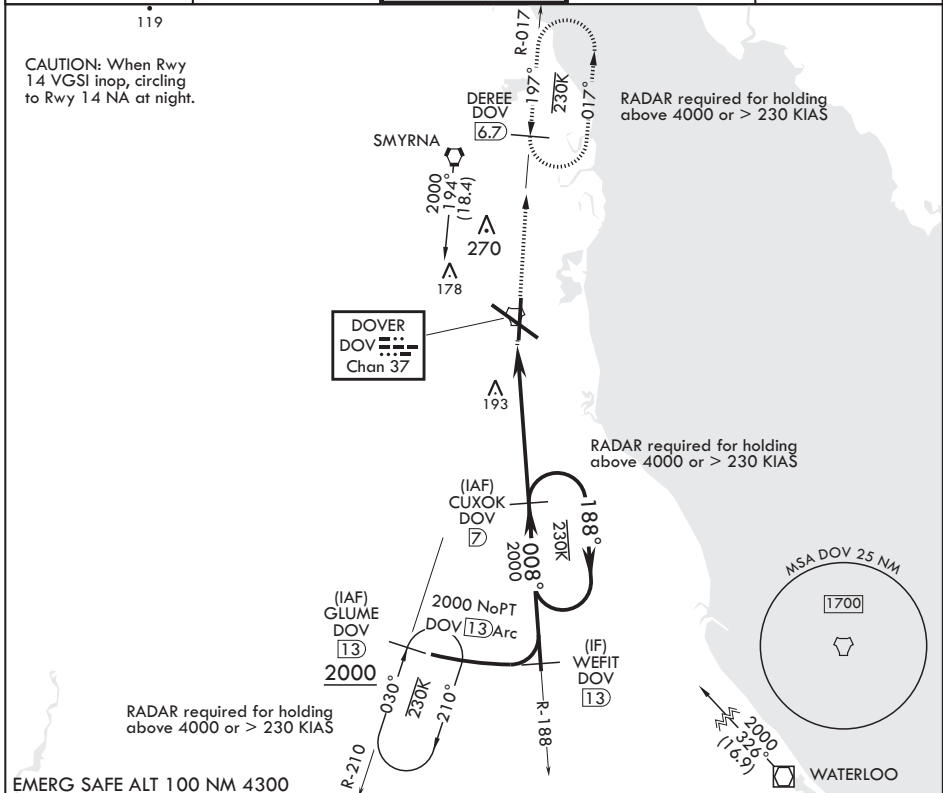 119
CAUTION: When Rwy
14 VGSI inop, circling
to Rwy 14 NA at night.
R-017
197°
230K
017°
DEREE
DOV
6.7
RADAR required for holding
above 4000 or > 230 KIAS
SMYRNA
2000
194°
(18.4)
270
178
DOVER
DOV
Chan 37
193
RADAR required for holding
above 4000 or > 230 KIAS
(IAF)
CUXOK
DOV
7
188°
230K
008°
2000
MSA DOV 25 NM
1700
(IAF)
GLUME
DOV
13
2000
2000 NoPT
DOV 13 Arc
(IF)
WEFIT
DOV
13
030°
230K
210°
RADAR required for holding
above 4000 or > 230 KIAS
R-188
R-210
2000
326°
(16.9)
WATERLOO
EMERG SAFE ALT 100 NM 4300